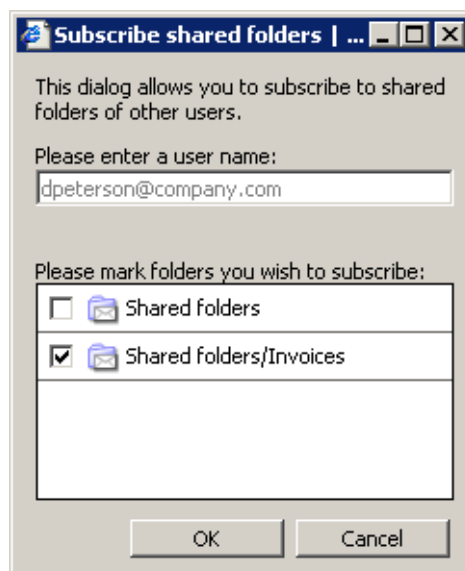 Subscribe shared folders | ...
This dialog allows you to subscribe to shared
folders of other users.
Please enter a user name:
dpeterson@company.com
Please mark folders you wish to subscribe:
Shared folders
Shared folders/Invoices
OK
Cancel